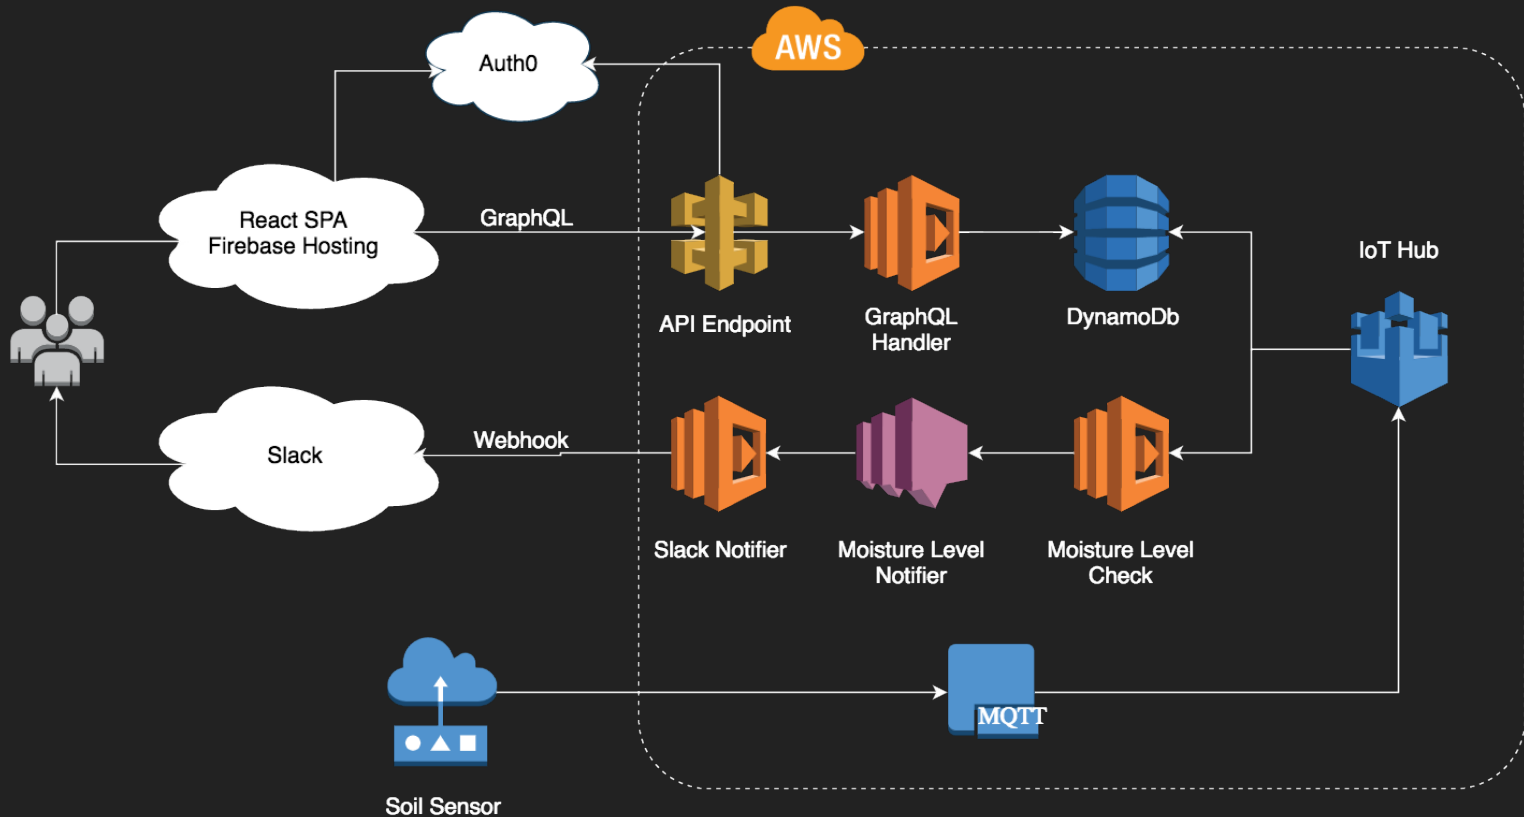 AWS
Auth0
React SPA
Firebase Hosting
GraphQL
API Endpoint
GraphQL
Handler
DynamoDb
IoT Hub
Slack
Webhook
Slack Notifier
Moisture Level
Notifier
Moisture Level
Check
MQTT
Soil Sensor